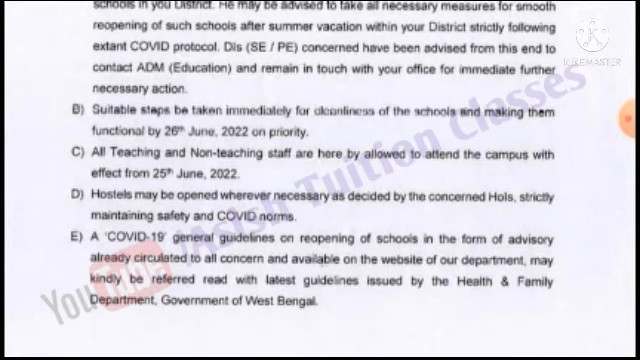 schools in you District. He may be advised to take all necessary measures for smooth
reopening of such schools after summer vacation within your District strictly following
extant COVID protocol. DIs (SE / PE) concerned have been advised from this end to
contact ADM (Education) and remain in touch with your office for immediate further
necessary action.
B) Suitable steps be taken immediately for cleanliness of the schools and making them
functional by 26th June, 2022 on priority.
C) All Teaching and Non-teaching staff are here by allowed to attend the campus with
effect from 25th June, 2022.
D) Hostels may be opened wherever necessary as decided by the concerned HoIs, strictly
maintaining safety and COVID norms.
E) A 'COVID-19' general guidelines on reopening of schools in the form of advisory
already circulated to all concern and available on the website of our department, may
kindly be referred read with latest guidelines issued by the Health & Family
Department, Government of West Bengal.
YouTube/Asish Tuition Classes
KINEMASTER